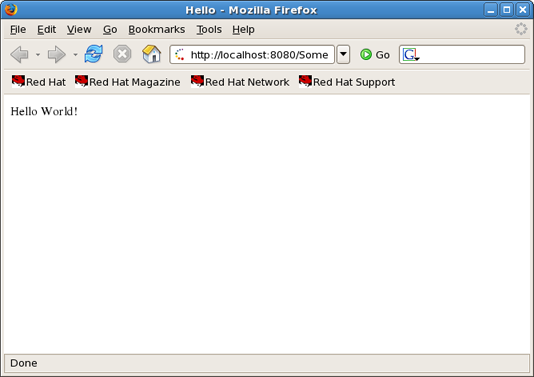 Hello - Mozilla Firefox
File Edit View Go Bookmarks Tools Help
http://localhost:8080/Some Go G
Red Hat Red Hat Magazine Red Hat Network Red Hat Support
Hello World!
Done